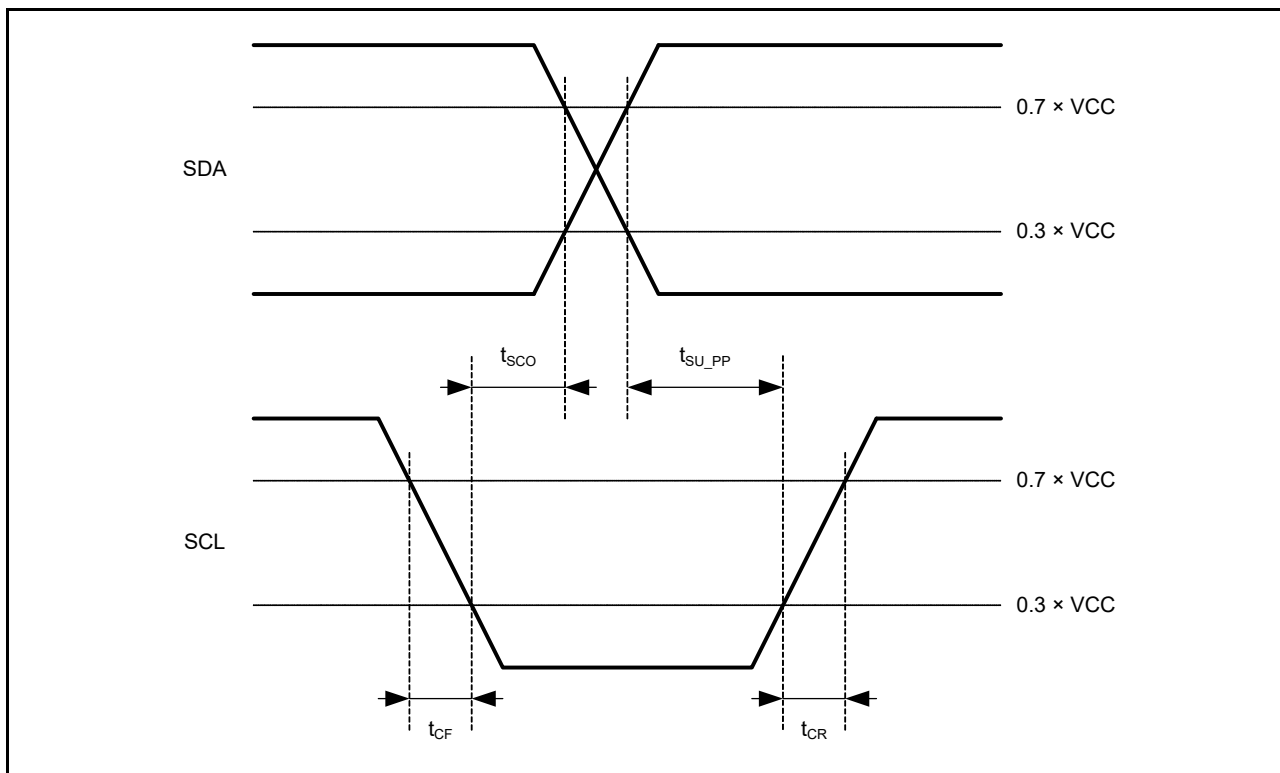 0.7 × VCC
SDA
0.3 × VCC
tSCO
tSU_PP
0.7 × VCC
SCL
0.3 × VCC
tCF
tCR